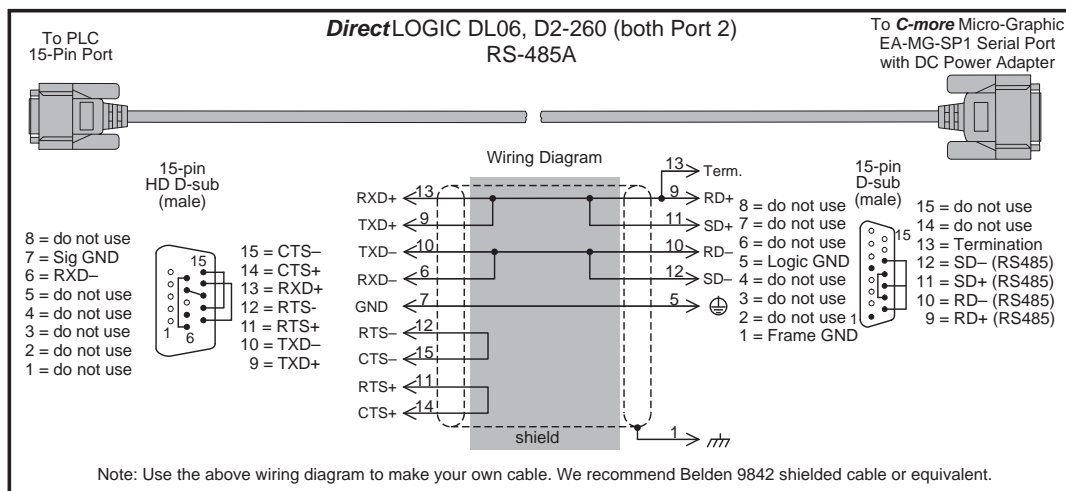 DirectLOGIC DL06, D2-260 (both Port 2)
RS-485A
To PLC
15-Pin Port
To C-more Micro-Graphic
EA-MG-SP1 Serial Port
with DC Power Adapter
15-pin
HD D-sub
(male)
8 = do not use
7 = Sig GND
6 = RXD–
5 = do not use
4 = do not use
3 = do not use
2 = do not use
1 = do not use
15
1
6
15 = CTS–
14 = CTS+
13 = RXD+
12 = RTS-
11 = RTS+
10 = TXD–
9 = TXD+
Wiring Diagram
13 Term.
RXD+ 13 9 RD+
TXD+ 9 11 SD+
TXD– 10 10 RD–
RXD– 6 12 SD–
GND 7 5
RTS– 12
CTS– 15
RTS+ 11
CTS+ 14
shield
1
8 = do not use
7 = do not use
6 = do not use
5 = Logic GND
4 = do not use
3 = do not use
2 = do not use
1 = Frame GND
15-pin
D-sub
(male)
15
1
15 = do not use
14 = do not use
13 = Termination
12 = SD– (RS485)
11 = SD+ (RS485)
10 = RD– (RS485)
9 = RD+ (RS485)
Note: Use the above wiring diagram to make your own cable. We recommend Belden 9842 shielded cable or equivalent.